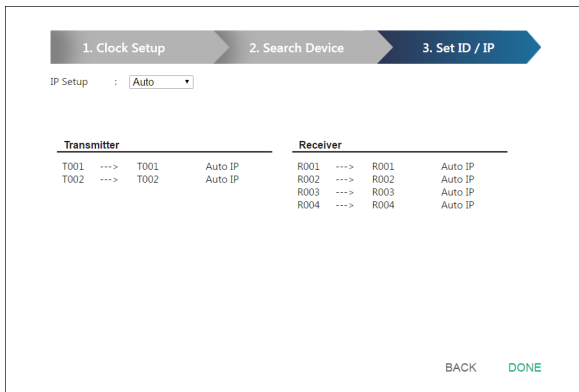 1. Clock Setup 2. Search Device 3. Set ID / IP
IP Setup : Auto
Transmitter
T001 ---> T001 Auto IP
T002 ---> T002 Auto IP
Receiver
R001 ---> R001 Auto IP
R002 ---> R002 Auto IP
R003 ---> R003 Auto IP
R004 ---> R004 Auto IP
BACK DONE